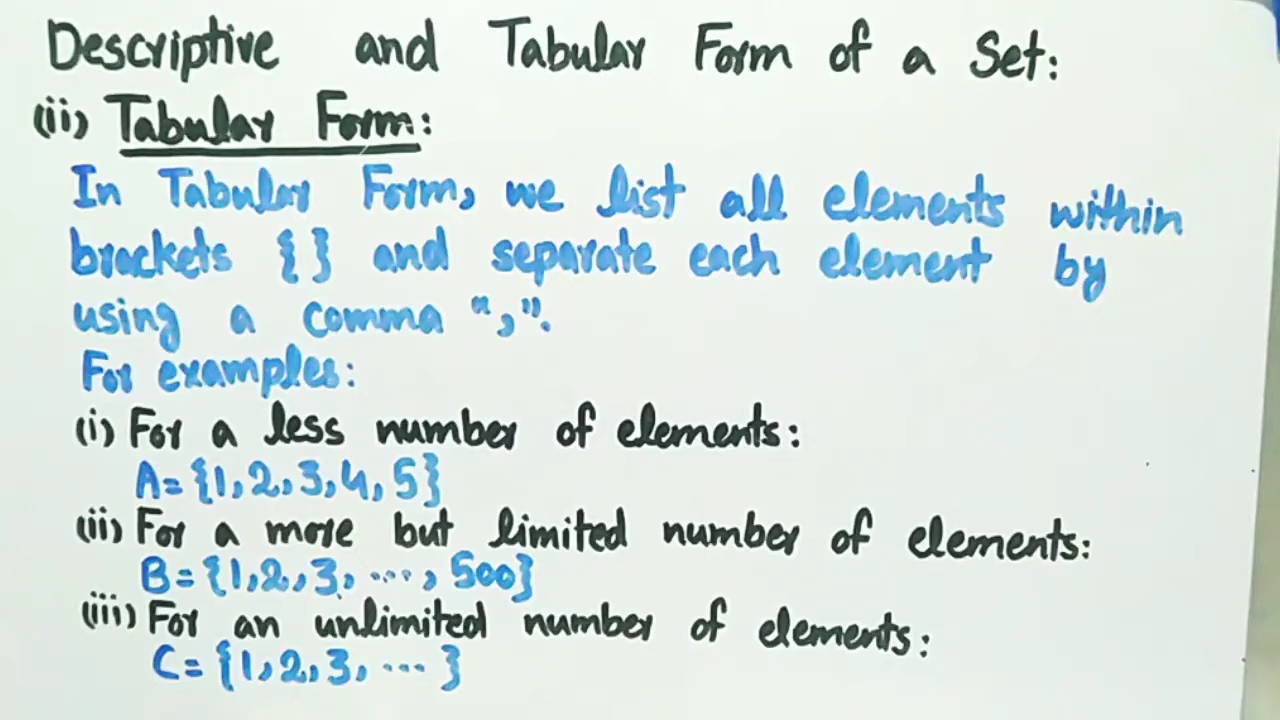 Descriptive and Tabular Form of a Set:
(ii) Tabular Form:
In Tabular Form, we list all elements within
brackets { } and separate each element by
using a comma ",".
For examples:
(i) For a less number of elements:
A = {1, 2, 3, 4, 5}
(ii) For a more but limited number of elements:
B = {1, 2, 3, ..., 500}
(iii) For an unlimited number of elements:
C = {1, 2, 3, ... }